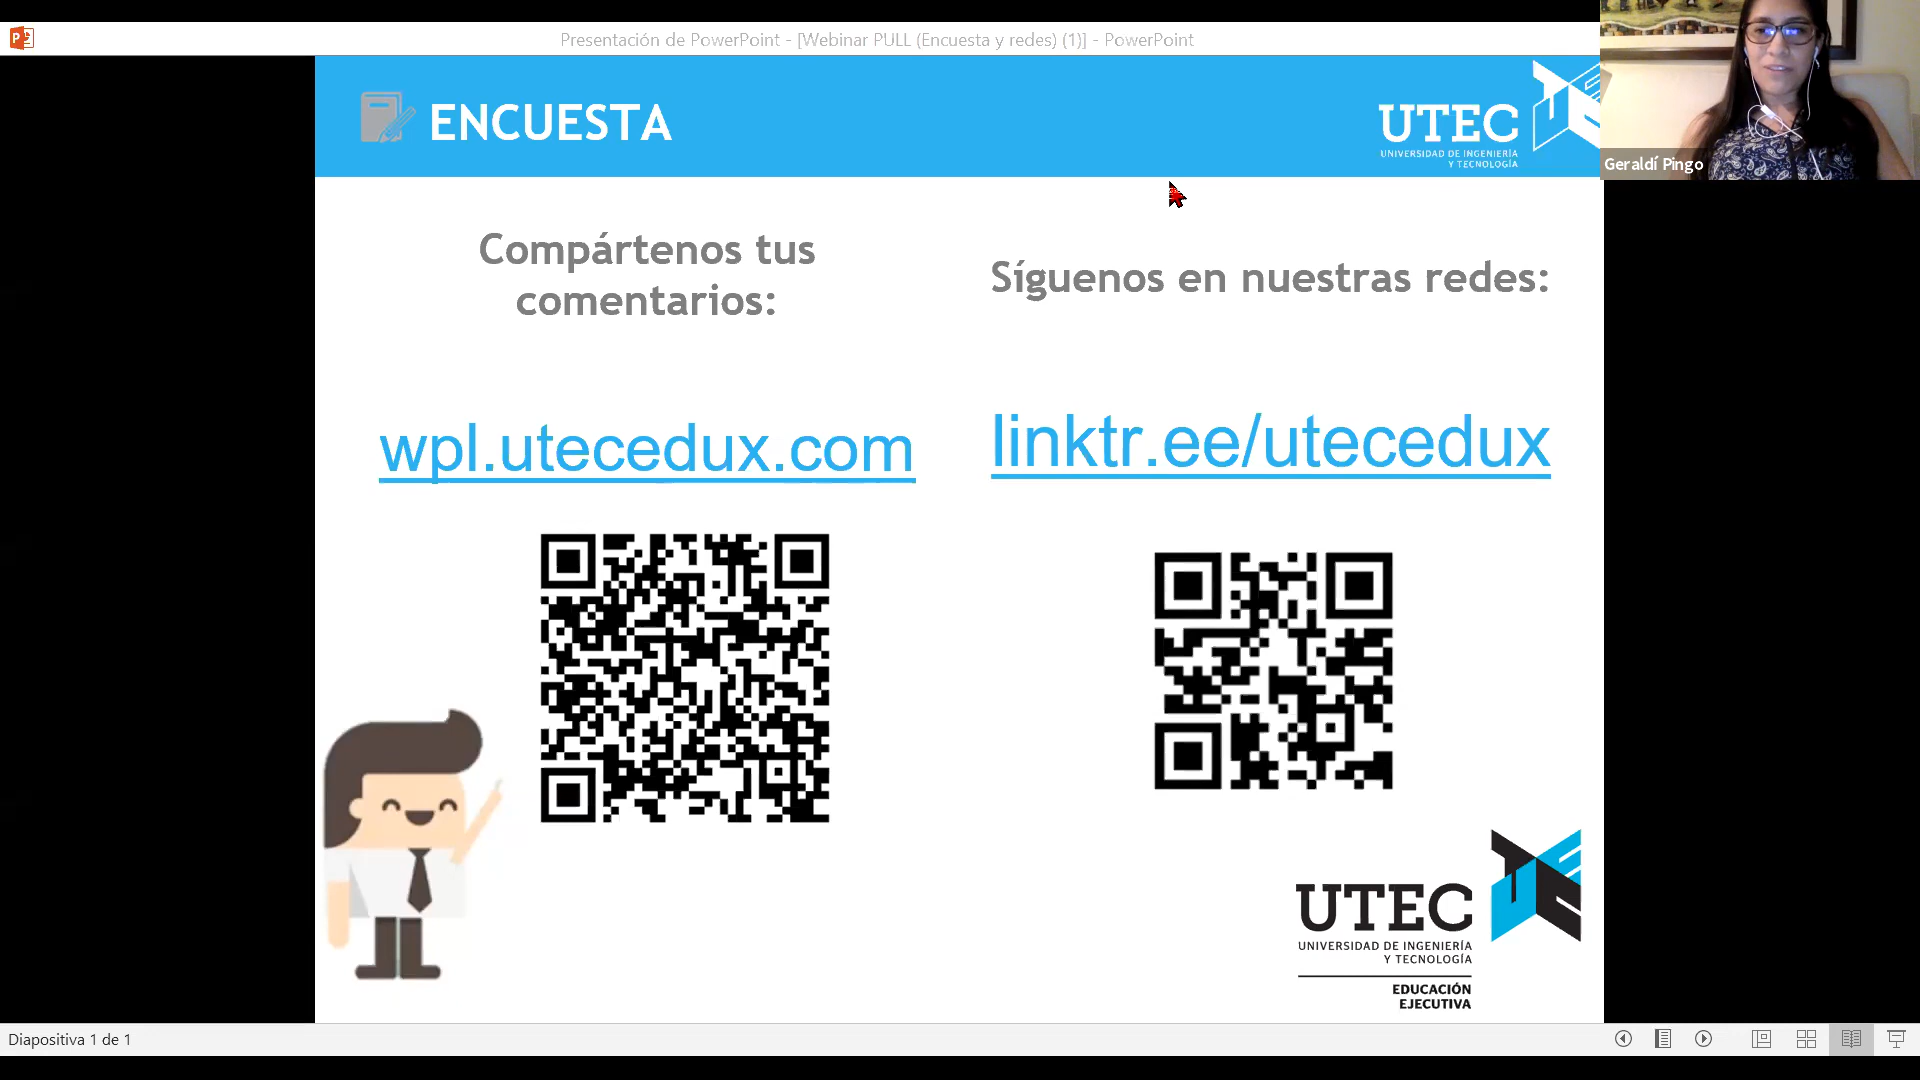 Presentación de PowerPoint - [Webinar PULL (Encuesta y redes) (1)] - PowerPoint
ENCUESTA
UTEC
UNIVERSIDAD DE INGENIERÍA
Y TECNOLOGÍA
Geraldí Pingo
Compártenos tus
comentarios:
Síguenos en nuestras redes:
wpl.utecedux.com
linktr.ee/utecedux
UTEC
UNIVERSIDAD DE INGENIERÍA
Y TECNOLOGÍA
EDUCACIÓN
EJECUTIVA
Diapositiva 1 de 1